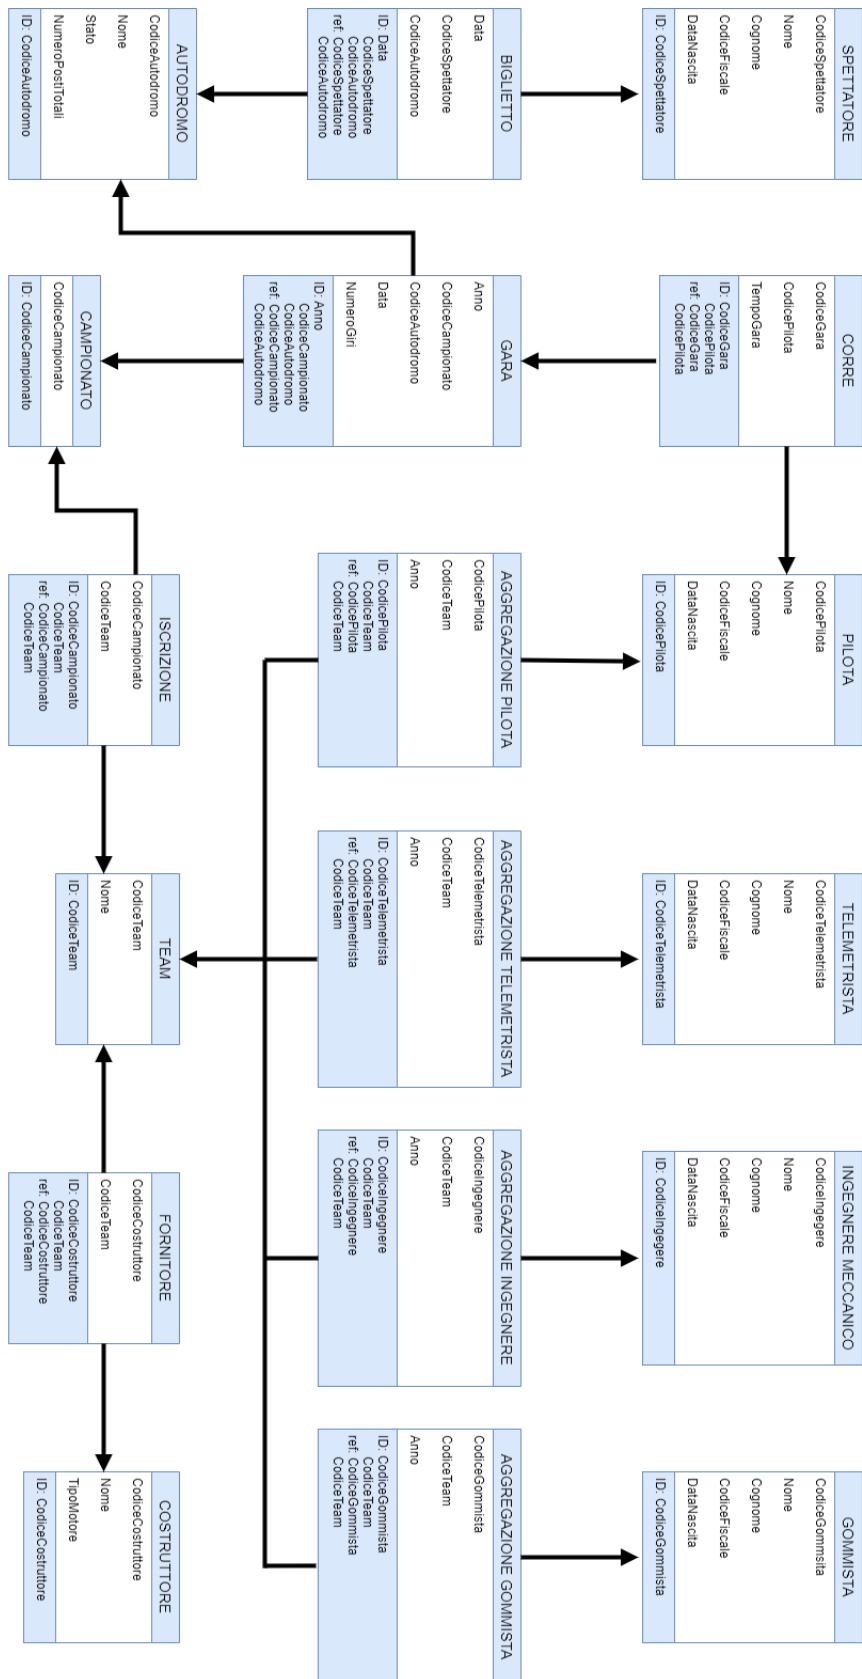 SPETTATORE
CodiceSpettatore
Nome
Cognome
CodiceFiscale
DataNascita
ID: CodiceSpettatore
CORRE
CodiceGara
CodicePilota
TempoGara
ID: CodiceGara
CodicePilota
ref: CodiceGara
CodicePilota
PILOTA
CodicePilota
Nome
Cognome
CodiceFiscale
DataNascita
ID: CodicePilota
TELEMETRISTA
CodiceTelemetrista
Nome
Cognome
CodiceFiscale
DataNascita
ID: CodiceTelemetrista
INGEGNERE MECCANICO
CodiceIngegnere
Nome
Cognome
CodiceFiscale
DataNascita
ID: CodiceIngegere
GOMMISTA
CodiceGommsita
Nome
Cognome
CodiceFiscale
DataNascita
ID: CodiceGommista
BIGLIETTO
Data
CodiceSpettatore
CodiceAutodromo
ID: Data
CodiceSpettatore
CodiceAutodromo
ref: CodiceSpettatore
CodiceAutodromo
GARA
Anno
CodiceCampionato
CodiceAutodromo
Data
NumeroGiri
ID: Anno
CodiceCampionato
CodiceAutodromo
ref: CodiceCampionato
CodiceAutodromo
AGGREGAZIONE PILOTA
CodicePilota
CodiceTeam
Anno
ID: CodicePilota
CodiceTeam
ref: CodicePilota
CodiceTeam
AGGREGAZIONE TELEMETRISTA
CodiceTelemetrista
CodiceTeam
Anno
ID: CodiceTelemetrista
CodiceTeam
ref: CodiceTelemetrista
CodiceTeam
AGGREGAZIONE INGEGNERE
CodiceIngegnere
CodiceTeam
Anno
ID: CodiceIngegnere
CodiceTeam
ref: CodiceIngegnere
CodiceTeam
AGGREGAZIONE GOMMISTA
CodiceGommista
CodiceTeam
Anno
ID: CodiceGommista
CodiceTeam
ref: CodiceGommista
CodiceTeam
AUTODROMO
CodiceAutodromo
Nome
Stato
NumeroPostiTotali
ID: CodiceAutodromo
CAMPIONATO
CodiceCampionato
ID: CodiceCampionato
ISCRIZIONE
CodiceCampionato
CodiceTeam
ID: CodiceCampionato
CodiceTeam
ref: CodiceCampionato
CodiceTeam
TEAM
CodiceTeam
Nome
ID: CodiceTeam
FORNITORE
CodiceCostruttore
CodiceTeam
ID: CodiceCostruttore
CodiceTeam
ref: CodiceCostruttore
CodiceTeam
COSTRUTTORE
CodiceCostruttore
Nome
TipoMotore
ID: CodiceCostruttore